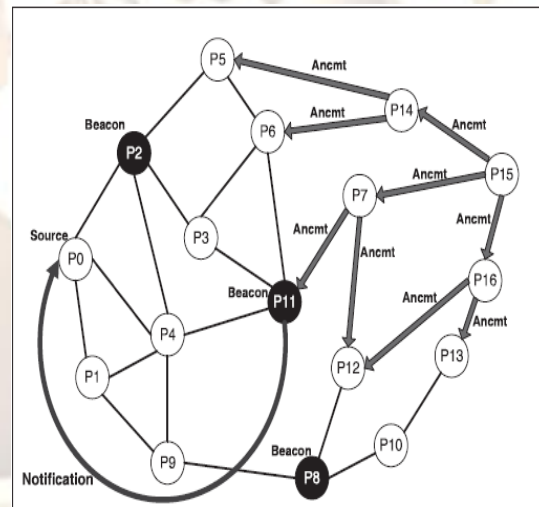 P5
Ancmt
P14
Ancmt
P6
Beacon
P2
Ancmt
P15
P7
Ancmt
Ancmt
Source
P0
P3
Ancmt
Ancmt
P16
Beacon
P11
Ancmt
Ancmt
P4
P13
P12
P1
Beacon
P10
P9
P8
Notification